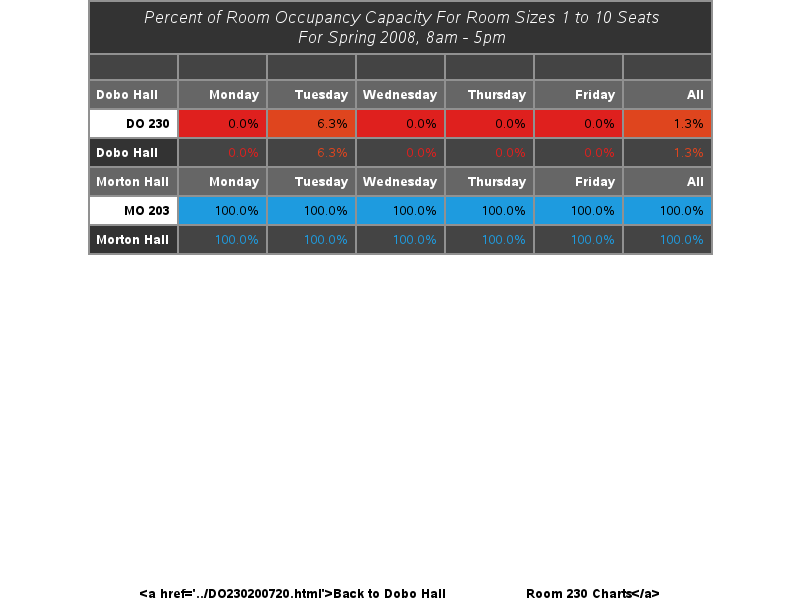 Percent of Room Occupancy Capacity For Room Sizes 1 to 10 Seats
For Spring 2008, 8am - 5pm
Dobo Hall Monday Tuesday Wednesday Thursday Friday All
DO 230 0.0% 6.3% 0.0% 0.0% 0.0% 1.3%
Dobo Hall 0.0% 6.3% 0.0% 0.0% 0.0% 1.3%
Morton Hall Monday Tuesday Wednesday Thursday Friday All
MO 203 100.0% 100.0% 100.0% 100.0% 100.0% 100.0%
Morton Hall 100.0% 100.0% 100.0% 100.0% 100.0% 100.0%
<a href='../DO230200720.html'>Back to Dobo Hall Room 230 Charts</a>